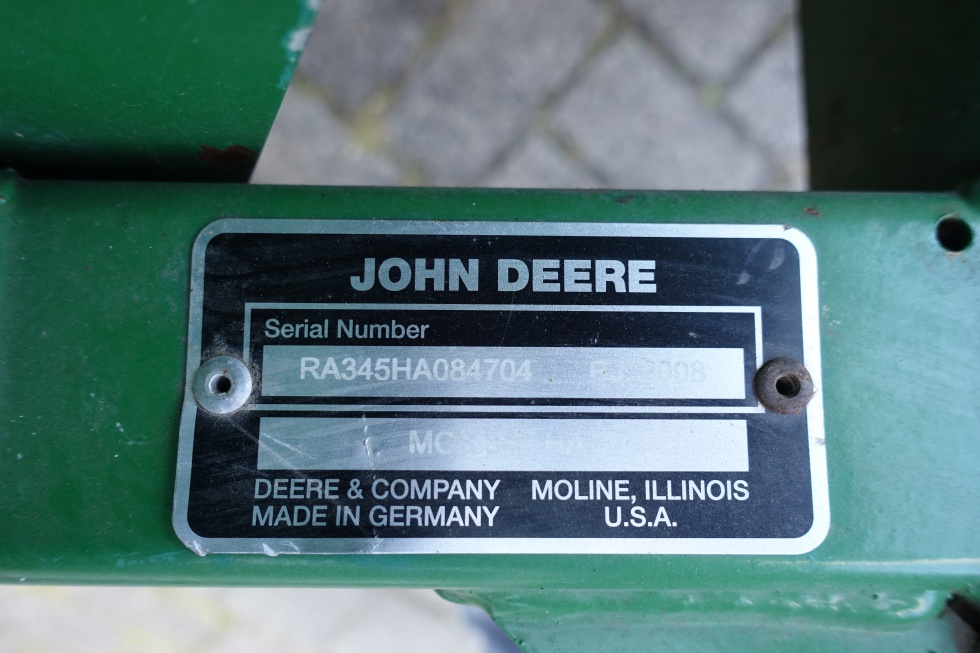 JOHN DEERE
Serial Number
RA345HA084704
DEERE & COMPANY MOLINE, ILLINOIS
MADE IN GERMANY U.S.A.